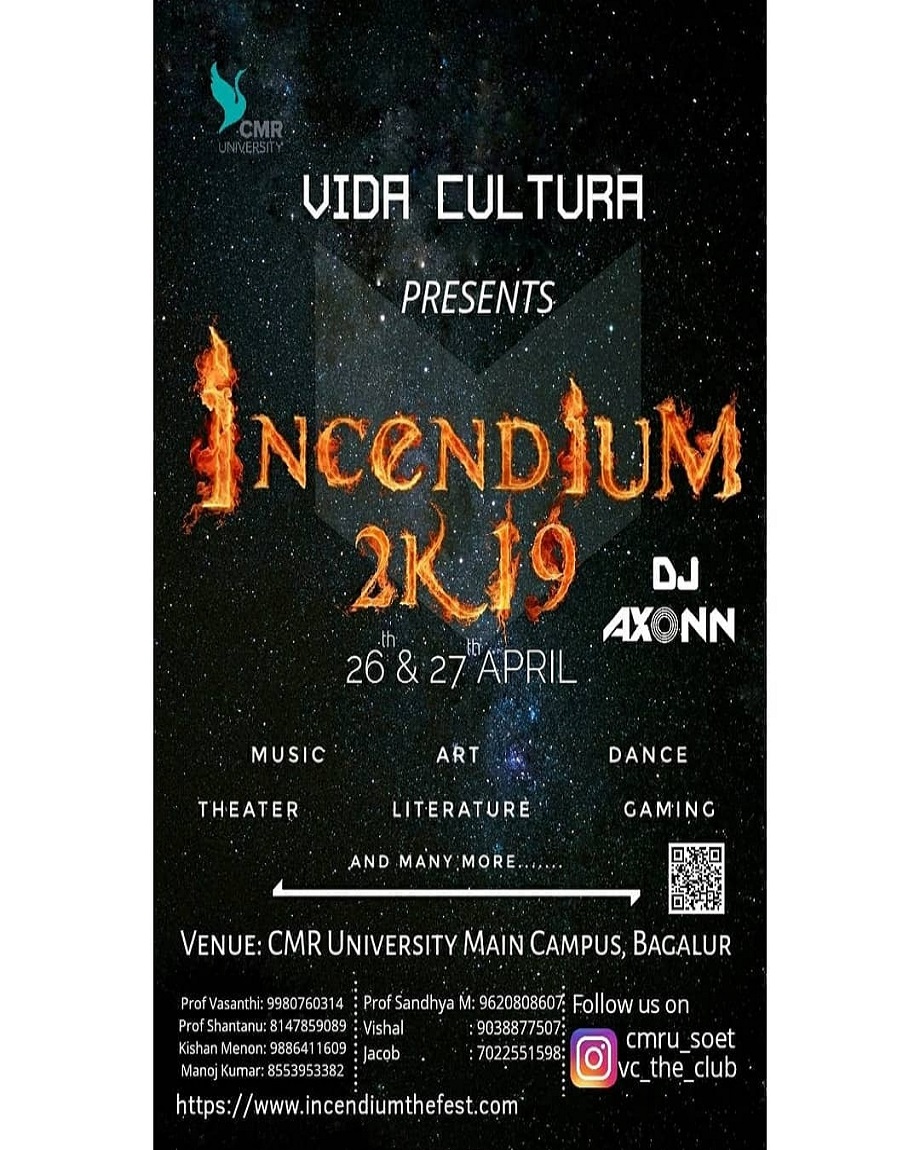 CMR
UNIVERSITY
VIDA CULTURA
PRESENTS
INCENDIUM
2K19
DJ
AXONN
26th & 27th APRIL
MUSIC ART DANCE
THEATER LITERATURE GAMING
AND MANY MORE.......
VENUE: CMR UNIVERSITY MAIN CAMPUS, BAGALUR
Prof Vasanthi: 9980760314
Prof Shantanu: 8147859089
Kishan Menon: 9886411609
Manoj Kumar: 8553953382
Prof Sandhya M: 9620808607
Vishal : 9038877507
Jacob : 7022551598
Follow us on
cmru_soet
vc_the_club
https://www.incendiumthefest.com